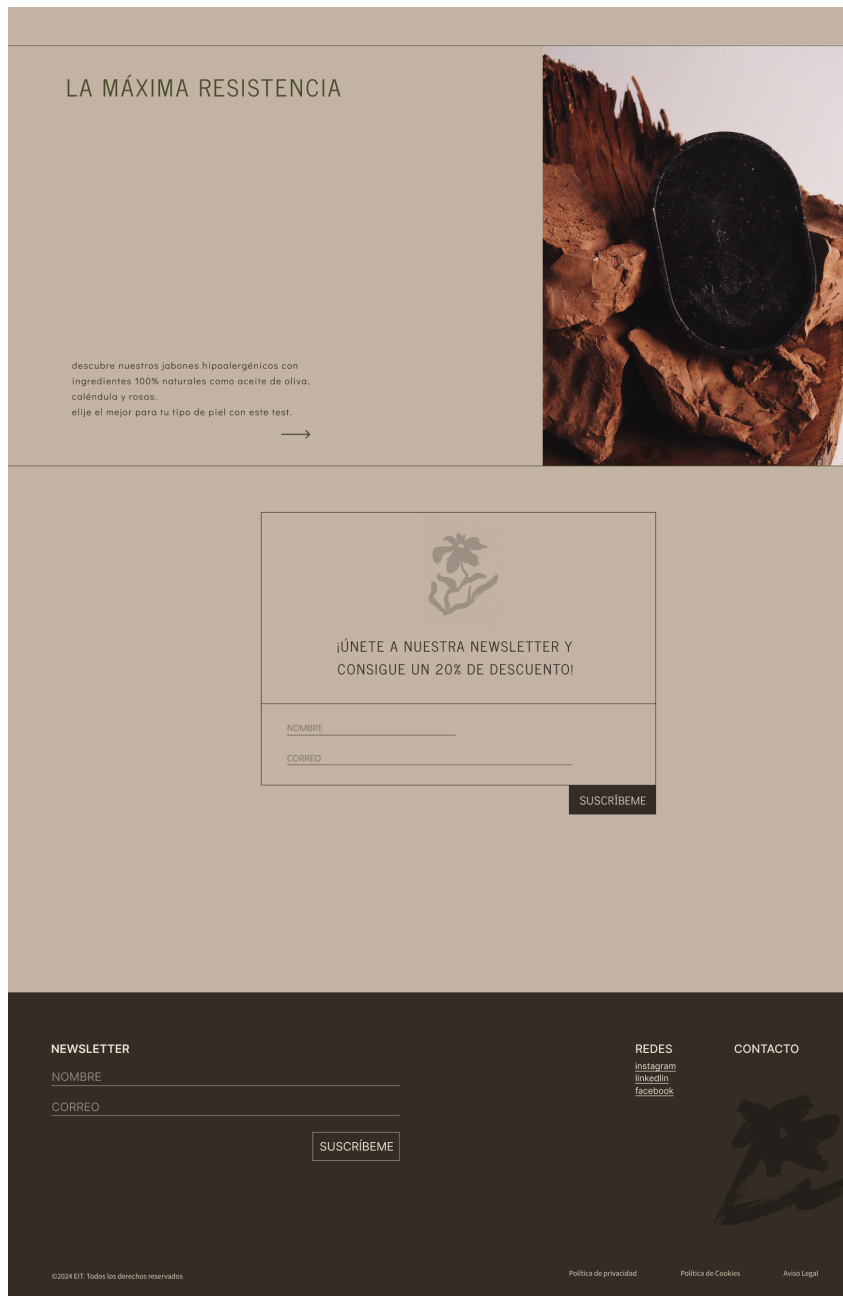 LA MÁXIMA RESISTENCIA
descubre nuestros jabones hipoalergénicos con
ingredientes 100% naturales como aceite de oliva,
caléndula y rosas.
elije el mejor para tu tipo de piel con este test.
¡ÚNETE A NUESTRA NEWSLETTER Y
CONSIGUE UN 20% DE DESCUENTO!
NOMBRE
CORREO
SUSCRÍBEME
NEWSLETTER
NOMBRE
CORREO
SUSCRÍBEME
REDES
instagram
linkedlin
facebook
CONTACTO
©2024 EIT. Todos los derechos reservados
Política de privacidad
Política de Cookies
Aviso Legal